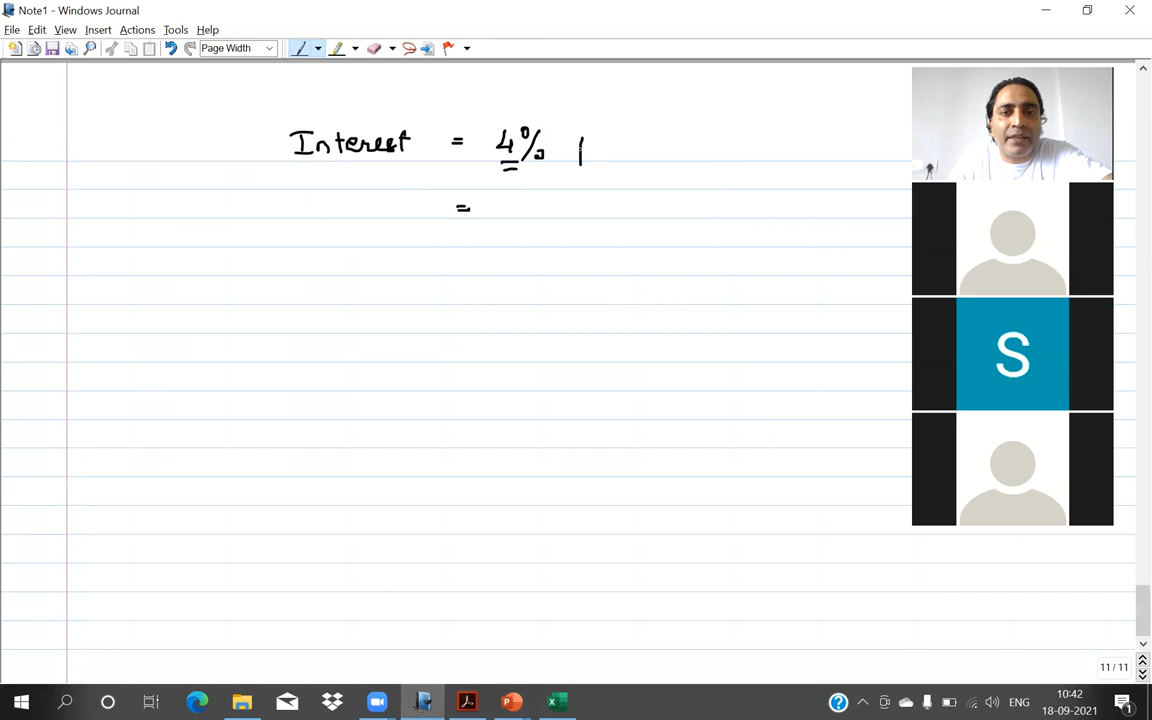 Note1 - Windows Journal
File Edit View Insert Actions Tools Help
Page Width
Interest = 4%
=
S
11 / 11
ENG
10:42
18-09-2021
1